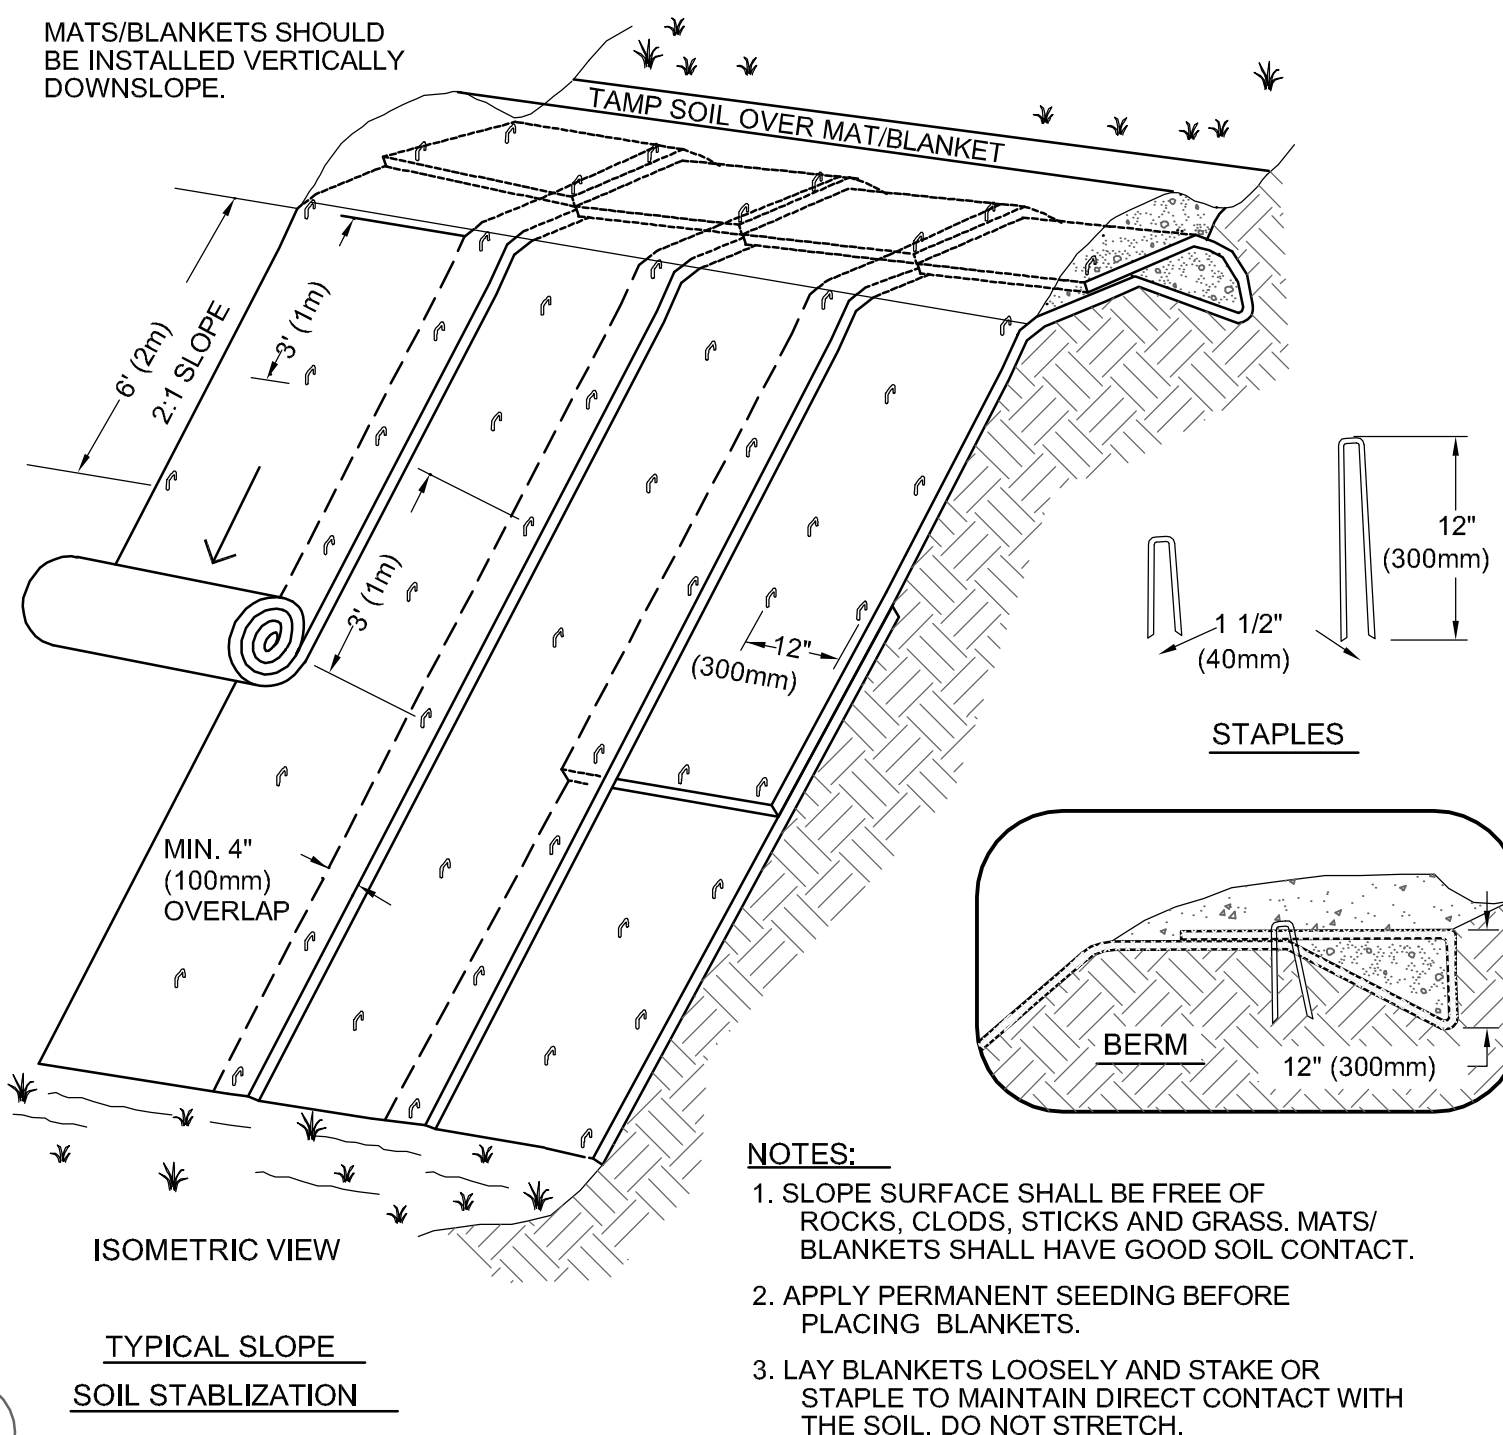 MATS/BLANKETS SHOULD
BE INSTALLED VERTICALLY
DOWNSLOPE.
TAMP SOIL OVER MAT/BLANKET
6' (2m)
2:1 SLOPE
3' (1m)
3' (1m)
12"
(300mm)
MIN. 4"
(100mm)
OVERLAP
12"
(300mm)
1 1/2"
(40mm)
STAPLES
BERM
12" (300mm)
ISOMETRIC VIEW
TYPICAL SLOPE
SOIL STABLIZATION
NOTES:
1. SLOPE SURFACE SHALL BE FREE OF
ROCKS, CLODS, STICKS AND GRASS. MATS/
BLANKETS SHALL HAVE GOOD SOIL CONTACT.
2. APPLY PERMANENT SEEDING BEFORE
PLACING BLANKETS.
3. LAY BLANKETS LOOSELY AND STAKE OR
STAPLE TO MAINTAIN DIRECT CONTACT WITH
THE SOIL. DO NOT STRETCH.